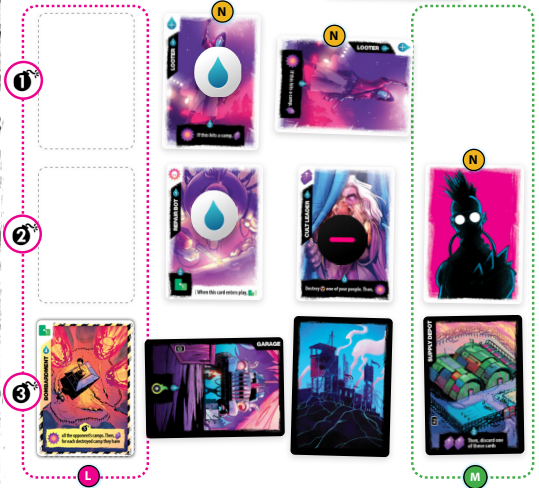 N
N
1
LOOTER
If this hits a camp,
LOOTER
If this hits a camp,
N
2
REPAIR BOT
[When this card enters play,
CULT LEADER
Destroy one of your people. Then,
3
BOMBARDMENT
all the opponent's camps. Then,
for each destroyed camp they have
GARAGE
SUPPLY DEPOT
Then, discard one
of those cards
L
M